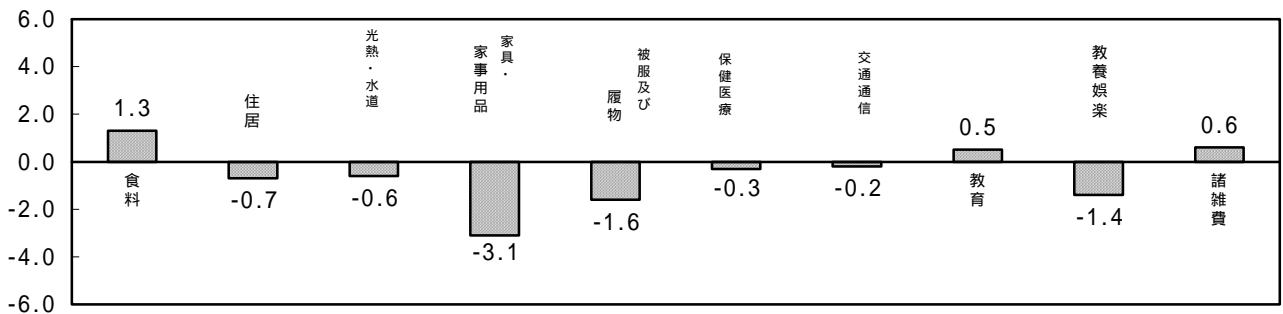 6.0
4.0
2.0
0.0
-2.0
-4.0
-6.0
1.3
食料
住居
-0.7
光熱・水道
-0.6
家具・
家事用品
-3.1
被服及び
履物
-1.6
保健医療
-0.3
交通通信
-0.2
0.5
教育
教養娯楽
-1.4
0.6
諸雑費